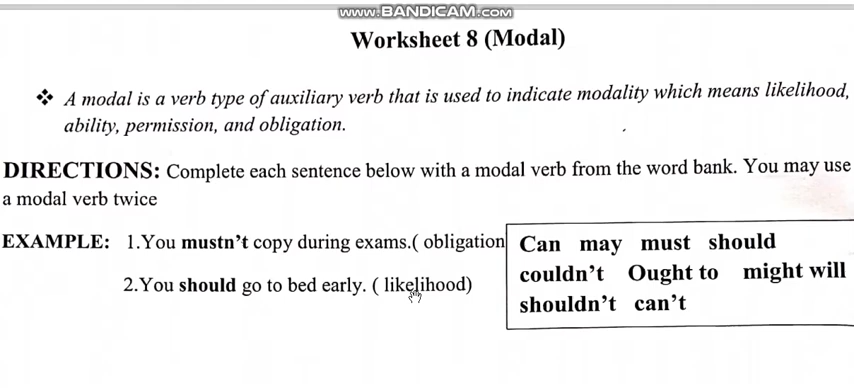 www.BANDICAM.com
Worksheet 8 (Modal)
❖ A modal is a verb type of auxiliary verb that is used to indicate modality which means likelihood,
ability, permission, and obligation.
DIRECTIONS: Complete each sentence below with a modal verb from the word bank. You may use
a modal verb twice
EXAMPLE: 1.You mustn't copy during exams.( obligation
2.You should go to bed early. ( likelihood)
Can may must should
couldn't Ought to might will
shouldn't can't